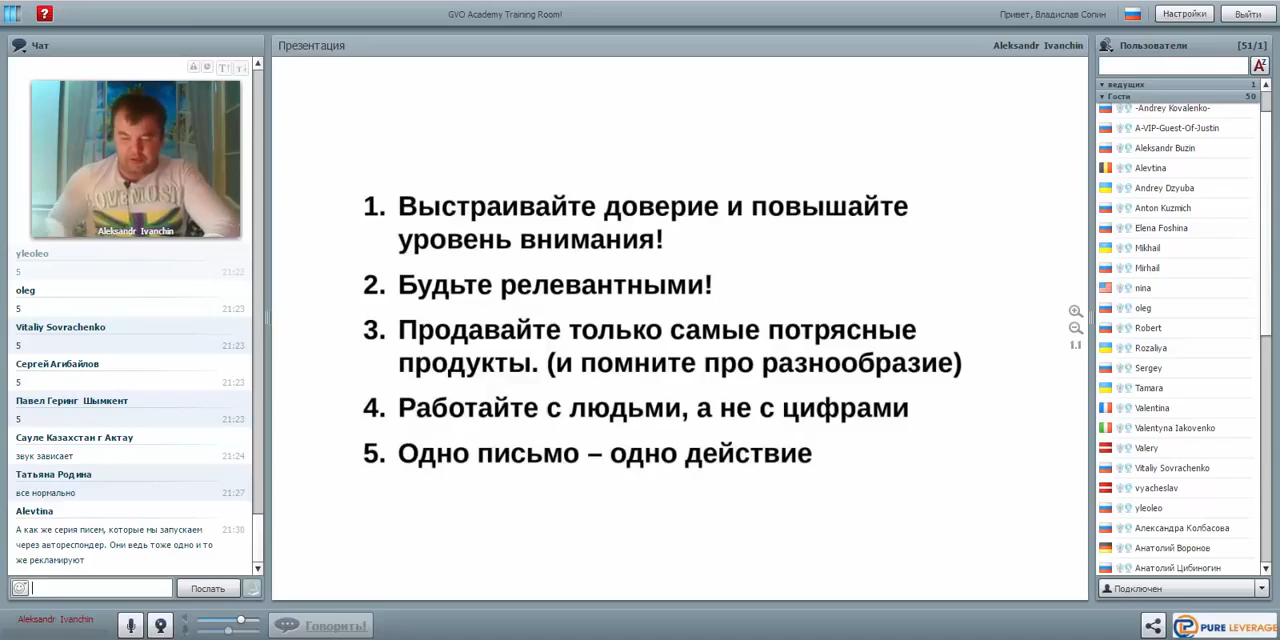 GVO Academy Training Room!
Привет, Владислав Сопин
Настройки
Выйти
Чат
Aleksandr Ivanchin
yleoleo
5 21:22
oleg
5 21:23
Vitaliy Sovrachenko
5 21:23
Сергей Агибайлов
5 21:23
Павел Геринг Шымкент
5 21:23
Сауле Казахстан г Актау
звук зависает 21:24
Татьяна Родина
все нормально 21:27
Alevtina
А как же серия писем, которые мы запускаем 21:30
через автореспондер. Они ведь тоже одно и то
же рекламируют
Послать
Презентация
Aleksandr Ivanchin
1. Выстраивайте доверие и повышайте
уровень внимания!
2. Будьте релевантными!
3. Продавайте только самые потрясные
продукты. (и помните про разнообразие)
4. Работайте с людьми, а не с цифрами
5. Одно письмо – одно действие
1.1
Пользователи [51/1]
ведущих 1
Гости 50
-Andrey Kovalenko-
A-VIP-Guest-Of-Justin
Aleksandr Buzin
Alevtina
Andrey Dzyuba
Anton Kuzmich
Elena Foshina
Mikhail
Mirhail
nina
oleg
Robert
Rozaliya
Sergey
Tamara
Valentina
Valentyna Iakovenko
Valery
Vitaliy Sovrachenko
vyacheslav
yleoleo
Александра Колбасова
Анатолий Воронов
Анатолий Цибиногин
Подключен
Aleksandr Ivanchin
Говорить!
PURE LEVERAGE